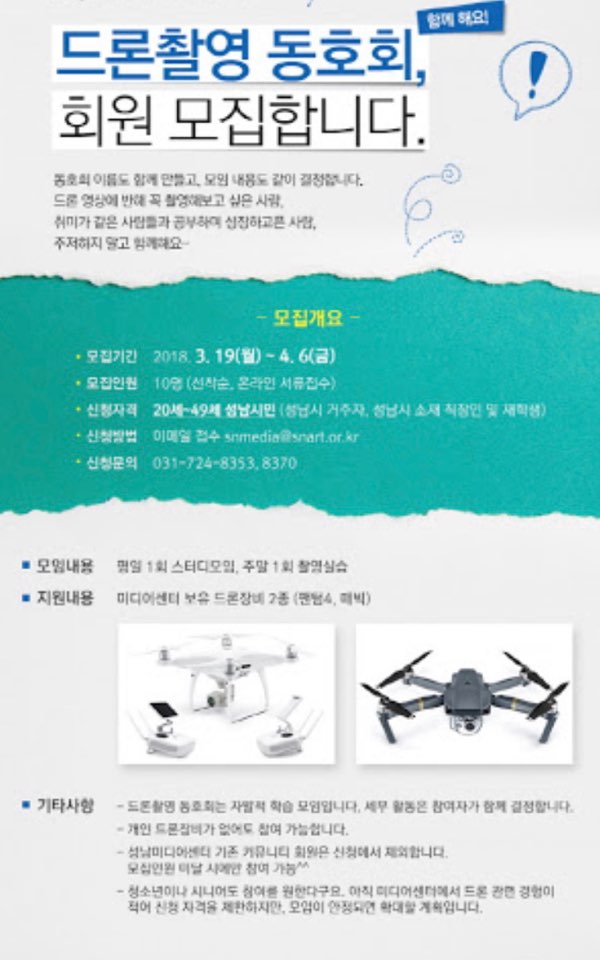 함께 해요!
드론촬영 동호회,
회원 모집합니다.
동호회 이름도 함께 만들고, 모임 내용도 같이 결정합니다.
드론 영상에 반해 꼭 촬영해보고 싶은 사람,
취미가 같은 사람들과 공부하며 성장하고픈 사람,
주저하지 말고 함께해요~
- 모집개요 -
• 모집기간 2018. 3. 19(월) ~ 4. 6(금)
• 모집인원 10명 (선착순, 온라인 서류접수)
• 신청자격 20세~49세 성남시민 (성남시 거주자, 성남시 소재 직장인 및 재학생)
• 신청방법 이메일 접수 snmedia@snart.or.kr
• 신청문의 031-724-8353, 8370
■ 모임내용 평일 1회 스터디모임, 주말 1회 촬영실습
■ 지원내용 미디어센터 보유 드론장비 2종 (팬텀4, 매빅)
■ 기타사항 - 드론촬영 동호회는 자발적 학습 모임입니다. 세부 활동은 참여자가 함께 결정합니다.
- 개인 드론장비가 없어도 참여 가능합니다.
- 성남미디어센터 기존 커뮤니티 회원은 신청에서 제외합니다.
모집인원 미달 시에만 참여 가능^^
- 청소년이나 시니어도 참여를 원한다구요. 아직 미디어센터에서 드론 관련 경험이
적어 신청 자격을 제한하지만, 모임이 안정되면 확대할 계획입니다.